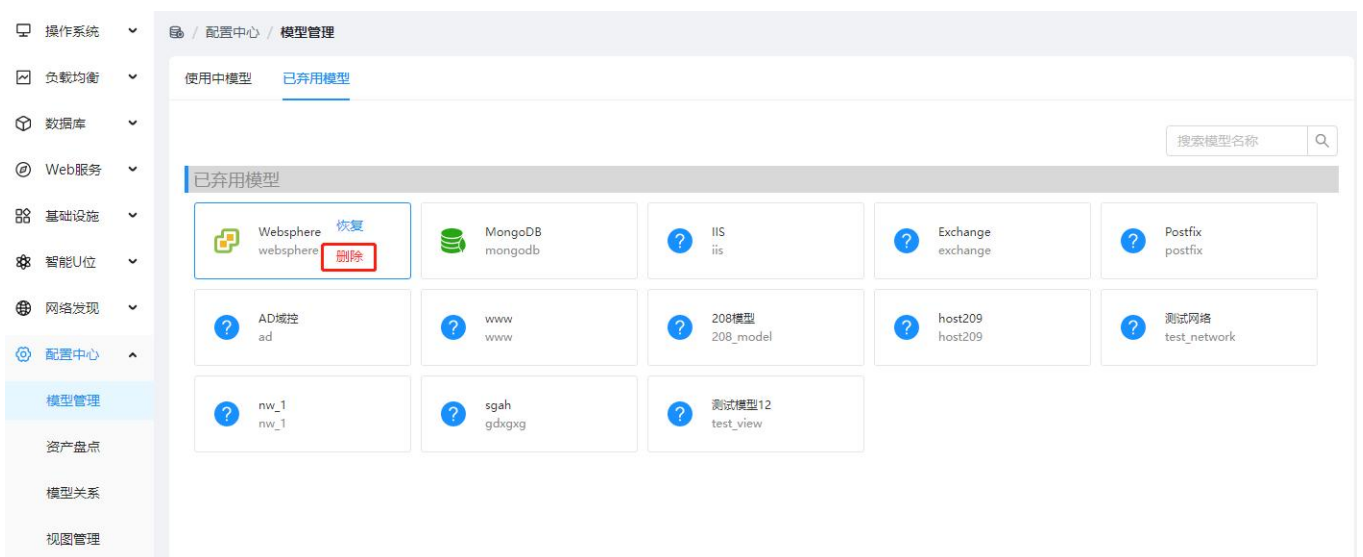 操作系统
负载均衡
数据库
Web服务
基础设施
智能U位
网络发现
配置中心
模型管理
资产盘点
模型关系
视图管理
/ 配置中心 / 模型管理
使用中模型 已弃用模型
搜索模型名称
已弃用模型
Websphere 恢复
websphere 删除
MongoDB
mongodb
IIS
iis
Exchange
exchange
Postfix
postfix
AD域控
ad
www
www
208模型
208_model
host209
host209
测试网络
test_network
nw_1
nw_1
sgah
gdxgxg
测试模型12
test_view